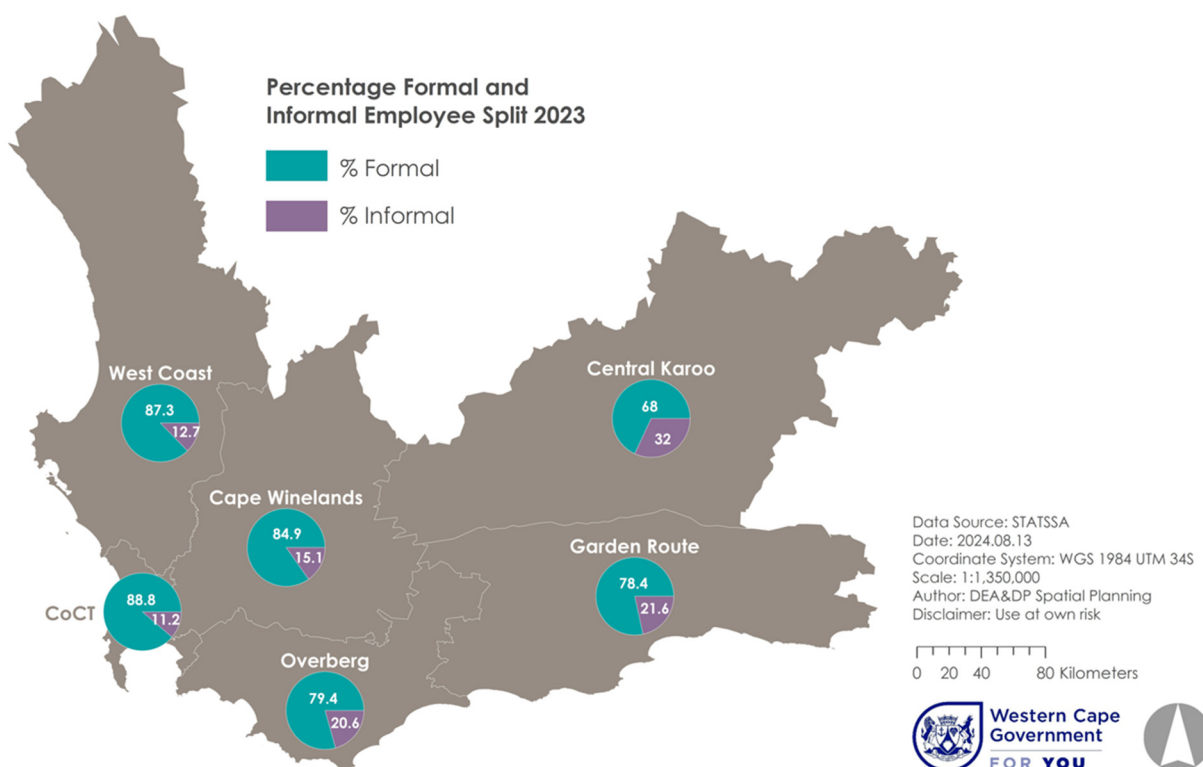 Percentage Formal and
Informal Employee Split 2023
% Formal
% Informal
West Coast
87.3
12.7
Central Karoo
68
32
Cape Winelands
84.9
15.1
Garden Route
78.4
21.6
CoCT
88.8
11.2
Overberg
79.4
20.6
Data Source: STATSSA
Date: 2024.08.13
Coordinate System: WGS 1984 UTM 34S
Scale: 1:1,350,000
Author: DEA&DP Spatial Planning
Disclaimer: Use at own risk
0 20 40 80 Kilometers
Western Cape
Government
FOR YOU